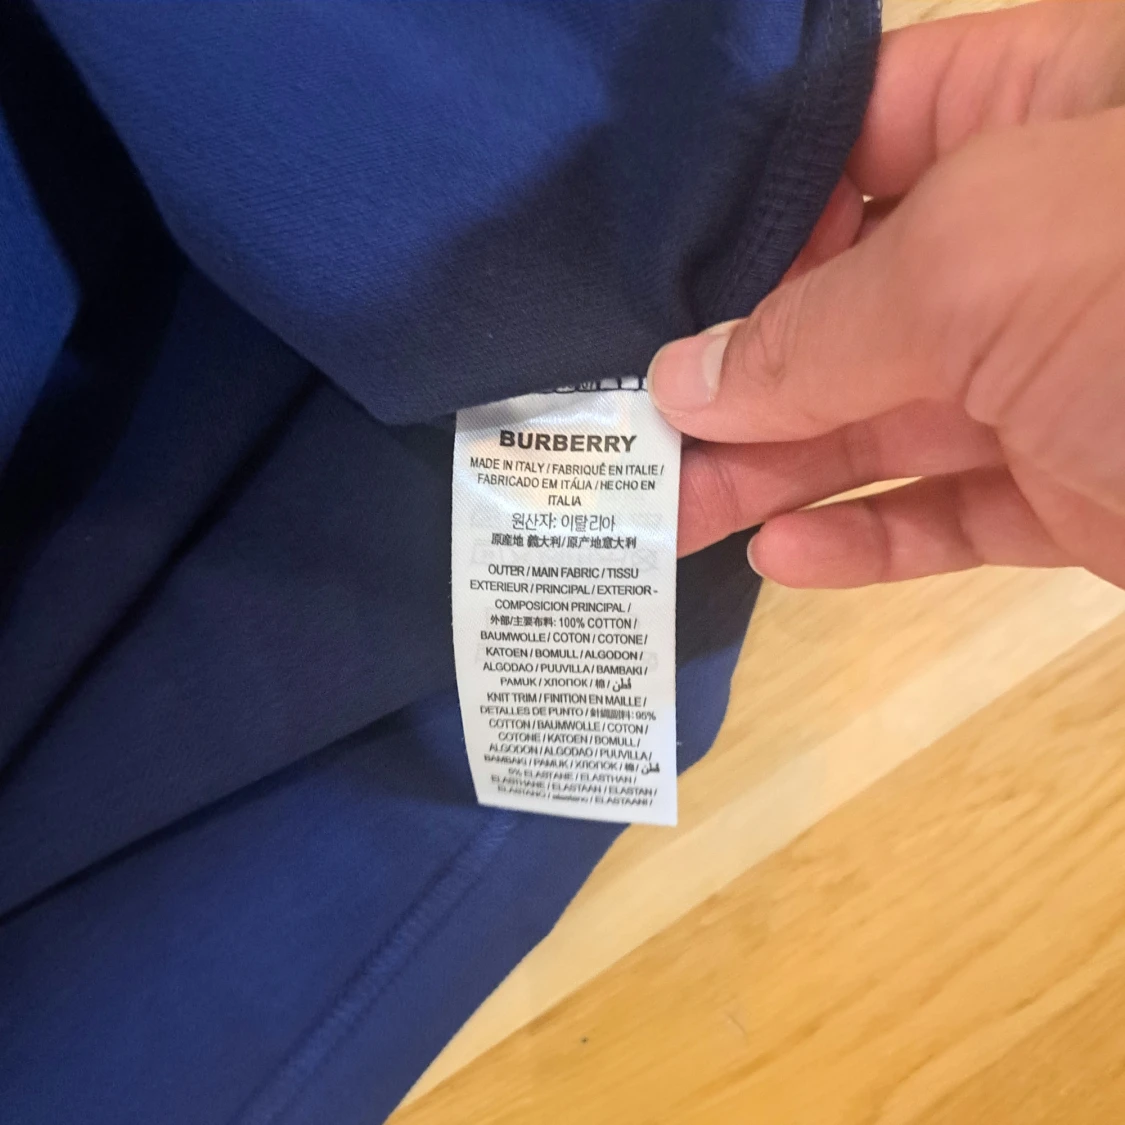 BURBERRY
MADE IN ITALY / FABRIQUÉ EN ITALIE /
FABRICADO EM ITÁLIA / HECHO EN
ITALIA
원산자: 이탈리아
原産地 義大利/原产地意大利
OUTER / MAIN FABRIC / TISSU
EXTERIEUR / PRINCIPAL / EXTERIOR -
COMPOSICION PRINCIPAL /
外部/主要布料: 100% COTTON /
BAUMWOLLE / COTON / COTONE /
KATOEN / BOMULL / ALGODON /
ALGODAO / PUUVILLA / BAMBAKI /
PAMUK / ХЛОПОК / 棉 / قطن
KNIT TRIM / FINITION EN MAILLE /
DETALLES DE PUNTO / 針織副料: 95%
COTTON / BAUMWOLLE / COTON /
COTONE / KATOEN / BOMULL /
ALGODON / ALGODAO / PUUVILLA /
BAMBAKI / PAMUK / ХЛОПОК / 棉 / قطن
5% ELASTANE / ELASTHAN /
ELASTHANE / ELASTAAN / ELASTAN /
ELASTANO / elastano / ELASTAANI /